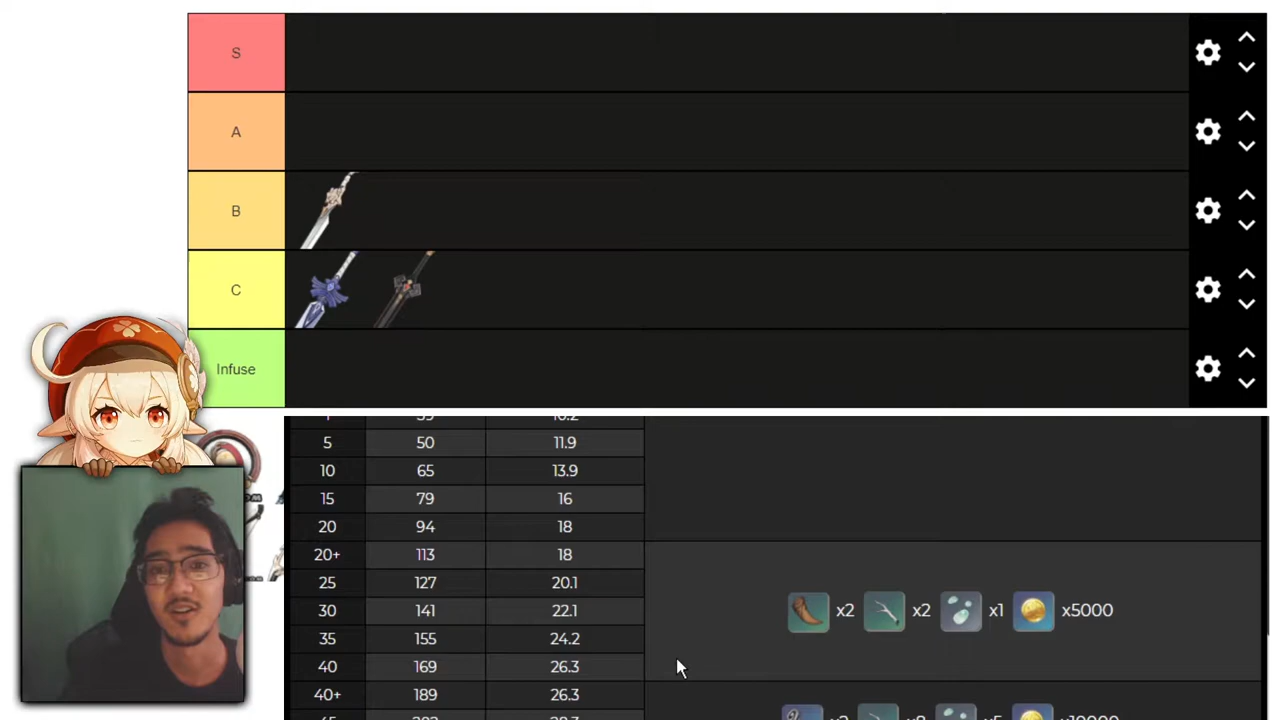 S
A
B
C
Infuse
5 50 11.9
10 65 13.9
15 79 16
20 94 18
20+ 113 18
25 127 20.1
30 141 22.1
35 155 24.2
40 169 26.3
40+ 189 26.3
x2 x2 x1 x5000